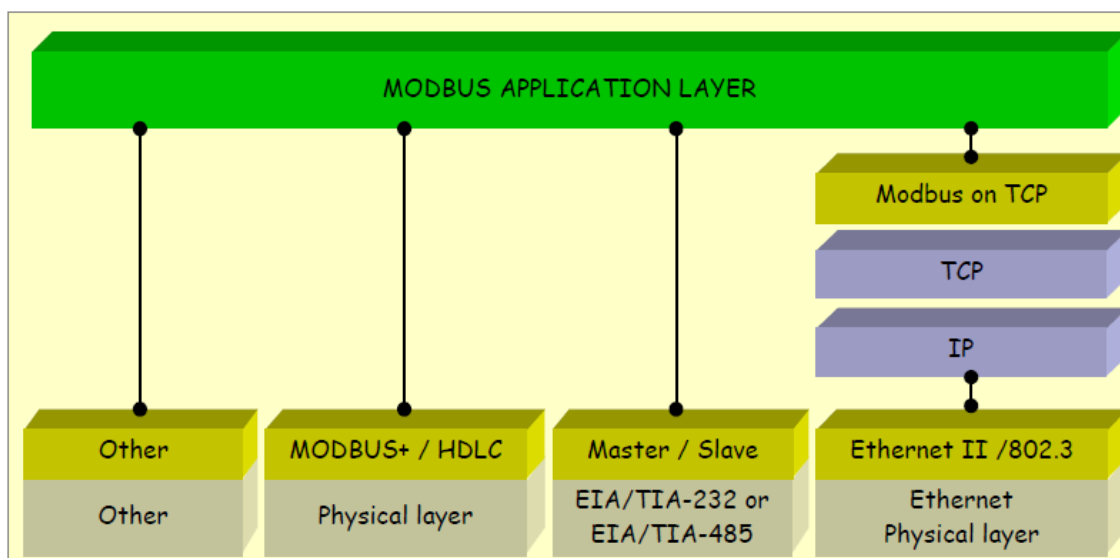 MODBUS APPLICATION LAYER
Modbus on TCP
TCP
IP
Other
MODBUS+ / HDLC
Master / Slave
Ethernet II /802.3
Other
Physical layer
EIA/TIA-232 or
EIA/TIA-485
Ethernet
Physical layer